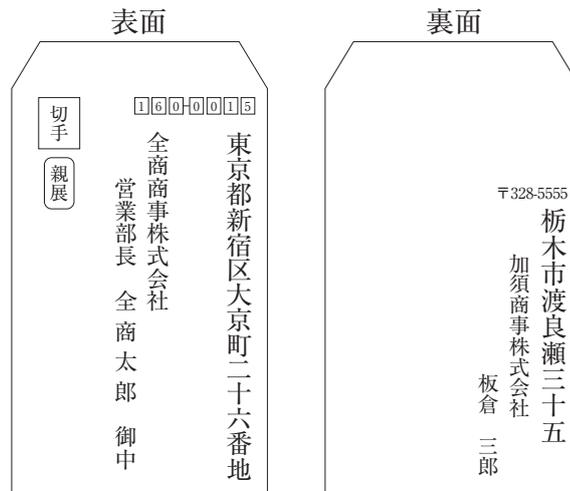 表面
160-0015
東京都新宿区大京町二十六番地
全商商事株式会社
営業部長 全商太郎 御中
切手
親展
裏面
〒328-5555
栃木市渡良瀬三十五
加須商事株式会社
板倉 三郎